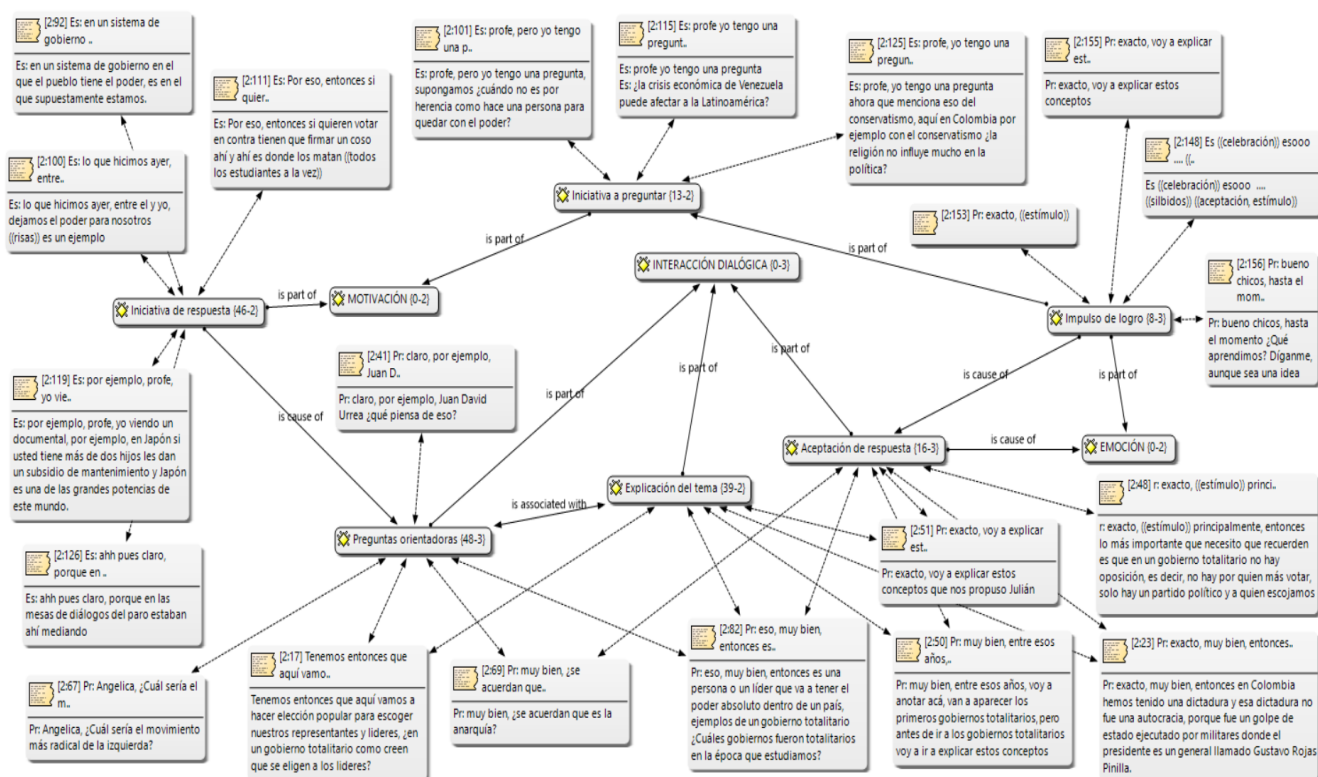 [2:92] Es: en un sistema de
gobierno ..
Es: en un sistema de gobierno en el
que el pueblo tiene el poder, es en el
que supuestamente estamos.
[2:111] Es: Por eso, entonces si
quier..
Es: Por eso, entonces si quieren votar
en contra tienen que firmar un coso
ahí y ahí es donde los matan ((todos
los estudiantes a la vez))
[2:101] Es: profe, pero yo tengo
una p..
Es: profe, pero yo tengo una pregunta,
supongamos ¿cuándo no es por
herencia como hace una persona para
quedar con el poder?
[2:115] Es: profe yo tengo una
pregunt..
Es: profe yo tengo una pregunta
Es: ¿la crisis económica de Venezuela
puede afectar a la Latinoamérica?
[2:125] Es: profe, yo tengo una
pregun..
Es: profe, yo tengo una pregunta
ahora que menciona eso del
conservatismo, aquí en Colombia por
ejemplo con el conservatismo ¿la
religión no influye mucho en la
política?
[2:155] Pr: exacto, voy a explicar
est..
Pr: exacto, voy a explicar estos
conceptos
[2:148] Es ((celebración)) esooo
.... ((..
Es ((celebración)) esooo ....
((silbidos)) ((aceptación, estímulo))
[2:100] Es: lo que hicimos ayer,
entre..
Es: lo que hicimos ayer, entre el y yo,
dejamos el poder para nosotros
((risas)) es un ejemplo
Iniciativa a preguntar {13-2}
[2:153] Pr: exacto, ((estímulo))
is part of
is part of
INTERACCIÓN DIALÓGICA {0-3}
[2:156] Pr: bueno
chicos, hasta el
mom..
Pr: bueno chicos, hasta
el momento ¿Qué
aprendimos? Díganme,
aunque sea una idea
Iniciativa de respuesta {46-2}
is part of
MOTIVACIÓN {0-2}
Impulso de logro {8-3}
[2:119] Es: por ejemplo, profe,
yo vie..
Es: por ejemplo, profe, yo viendo un
documental, por ejemplo, en Japón si
usted tiene más de dos hijos les dan
un subsidio de mantenimiento y Japón
es una de las grandes potencias de
este mundo.
[2:41] Pr: claro, por ejemplo,
Juan D..
Pr: claro, por ejemplo, Juan David
Urrea ¿qué piensa de eso?
is cause of
is part of
is part of
is part of
is cause of
is part of
Aceptación de respuesta {16-3}
is cause of
EMOCIÓN {0-2}
Explicación del tema {39-2}
is associated with
Preguntas orientadoras {48-3}
[2:48] r: exacto, ((estímulo)) princi..
r: exacto, ((estímulo)) principalmente, entonces
lo más importante que necesito que recuerden
es que en un gobierno totalitario no hay
oposición, es decir, no hay por quien más votar,
solo hay un partido político y a quien escojamos
[2:51] Pr: exacto, voy a explicar
est..
Pr: exacto, voy a explicar estos
conceptos que nos propuso Julián
[2:126] Es: ahh pues claro,
porque en ..
Es: ahh pues claro, porque en las
mesas de diálogos del paro estaban
ahí mediando
[2:67] Pr: Angelica, ¿Cuál sería el
m..
Pr: Angelica, ¿Cuál sería el movimiento
más radical de la izquierda?
[2:17] Tenemos entonces que
aquí vamo..
Tenemos entonces que aquí vamos a
hacer elección popular para escoger
nuestros representantes y lideres, ¿en
un gobierno totalitario como creen
que se eligen a los lideres?
[2:69] Pr: muy bien, ¿se
acuerdan que..
Pr: muy bien, ¿se acuerdan que es la
anarquía?
[2:82] Pr: eso, muy bien,
entonces es..
Pr: eso, muy bien, entonces es una
persona o un líder que va a tener el
poder absoluto dentro de un país,
ejemplos de un gobierno totalitario
¿Cuáles gobiernos fueron totalitarios
en la época que estudiamos?
[2:50] Pr: muy bien, entre esos
años,..
Pr: muy bien, entre esos años, voy a
anotar acá, van a aparecer los
primeros gobiernos totalitarios, pero
antes de ir a los gobiernos totalitarios
voy a ir a explicar estos conceptos
[2:23] Pr: exacto, muy bien, entonces..
Pr: exacto, muy bien, entonces en Colombia
hemos tenido una dictadura y esa dictadura no
fue una autocracia, porque fue un golpe de
estado ejecutado por militares donde el
presidente es un general llamado Gustavo Rojas
Pinilla.